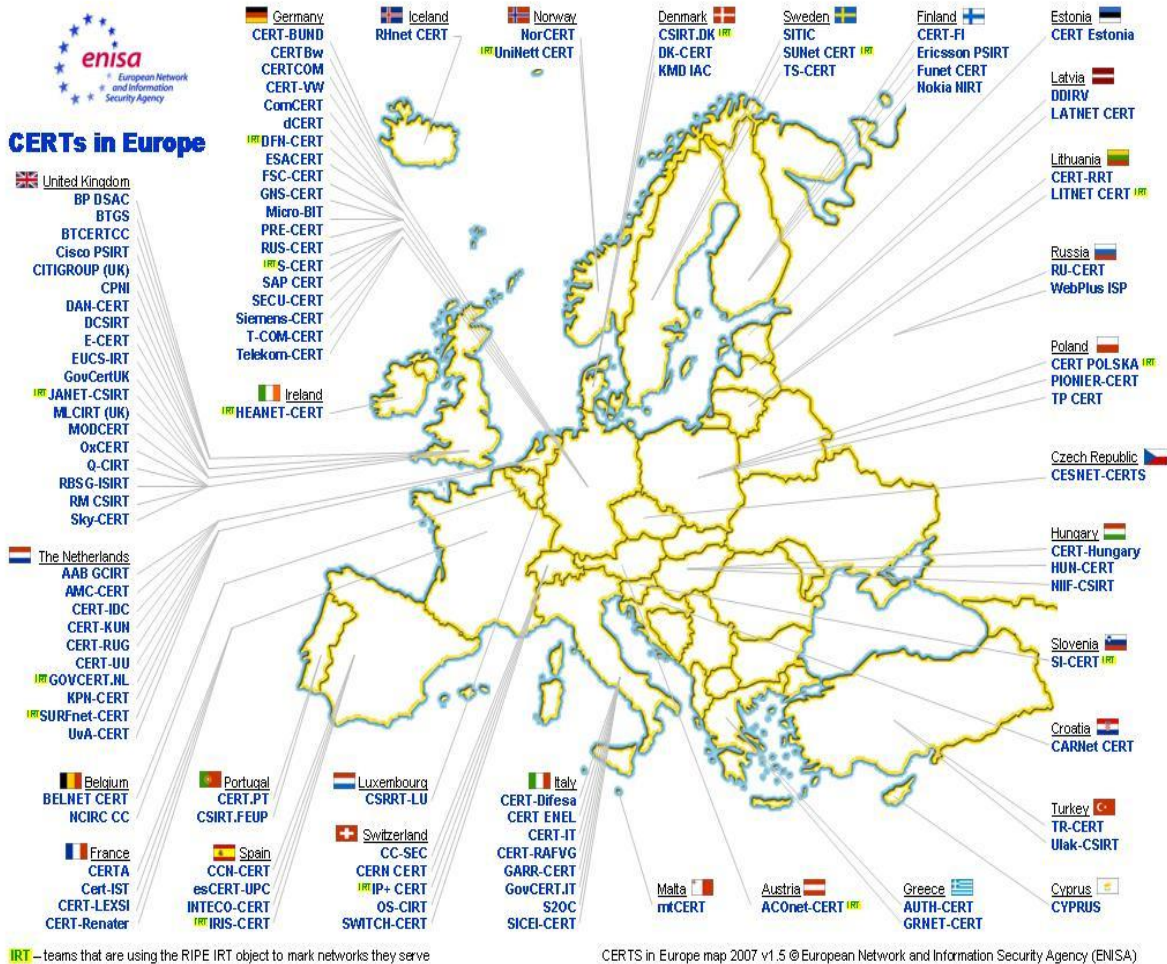 enisa
European Network
and Information
Security Agency
CERTs in Europe
Germany
CERT-BUND
CERTBw
CERTCOM
CERT-VW
ComCERT
dCERT
IRT DFN-CERT
ESACERT
FSC-CERT
GNS-CERT
Micro-BIT
PRE-CERT
RUS-CERT
IRT S-CERT
SAP CERT
SECU-CERT
Siemens-CERT
T-COM-CERT
Telekom-CERT
Iceland
RHnet CERT
Norway
NorCERT
IRT UniNett CERT
Denmark
CSIRT.DK IRT
DK-CERT
KMD IAC
Sweden
SITIC
SUNet CERT IRT
TS-CERT
Finland
CERT-FI
Ericsson PSIRT
Funet CERT
Nokia NIRT
Estonia
CERT Estonia
Latvia
DDIRV
LATNET CERT
Lithuania
CERT-RRT
LITNET CERT IRT
Russia
RU-CERT
WebPlus ISP
Poland
CERT POLSKA IRT
PIONIER-CERT
TP CERT
Czech Republic
CESNET-CERTS
Hungary
CERT-Hungary
HUN-CERT
NIIF-CSIRT
Slovenia
SI-CERT IRT
Croatia
CARNet CERT
Turkey
TR-CERT
Ulak-CSIRT
Cyprus
CYPRUS
United Kingdom
BP DSAC
BTGS
BTCERTCC
Cisco PSIRT
CITIGROUP (UK)
CPNI
DAN-CERT
DCSIRT
E-CERT
EUCS-IRT
GovCertUK
IRT JANET-CSIRT
MLCIRT (UK)
MODCERT
OxCERT
Q-CIRT
RBSG-ISIRT
RM CSIRT
Sky-CERT
Ireland
IRT HEANET-CERT
The Netherlands
AAB GCIRT
AMC-CERT
CERT-IDC
CERT-KUN
CERT-RUG
CERT-UU
IRT GOVCERT.NL
KPN-CERT
IRT SURFnet-CERT
UvA-CERT
Belgium
BELNET CERT
NCIRC CC
France
CERTA
Cert-IST
CERT-LEXSI
CERT-Renater
Portugal
CERT.PT
CSIRT.FEUP
Spain
CCN-CERT
esCERT-UPC
INTECO-CERT
IRT IRIS-CERT
Luxembourg
CSRRT-LU
Switzerland
CC-SEC
CERN CERT
IRT IP+ CERT
OS-CIRT
SWITCH-CERT
Italy
CERT-Difesa
CERT ENEL
CERT-IT
CERT-RAFVG
GARR-CERT
GovCERT.IT
S2OC
SICEI-CERT
Malta
mtCERT
Austria
ACOnet-CERT IRT
Greece
AUTH-CERT
GRNET-CERT
IRT – teams that are using the RIPE IRT object to mark networks they serve
CERTS in Europe map 2007 v1.5 © European Network and Information Security Agency (ENISA)